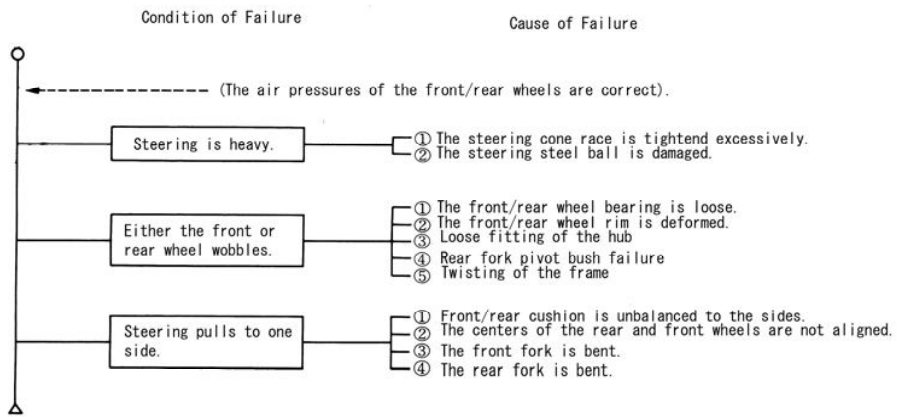 Condition of Failure
Cause of Failure
(The air pressures of the front/rear wheels are correct).
Steering is heavy.
① The steering cone race is tightend excessively.
② The steering steel ball is damaged.
Either the front or
rear wheel wobbles.
① The front/rear wheel bearing is loose.
② The front/rear wheel rim is deformed.
③ Loose fitting of the hub
④ Rear fork pivot bush failure
⑤ Twisting of the frame
Steering pulls to one
side.
① Front/rear cushion is unbalanced to the sides.
② The centers of the rear and front wheels are not aligned.
③ The front fork is bent.
④ The rear fork is bent.